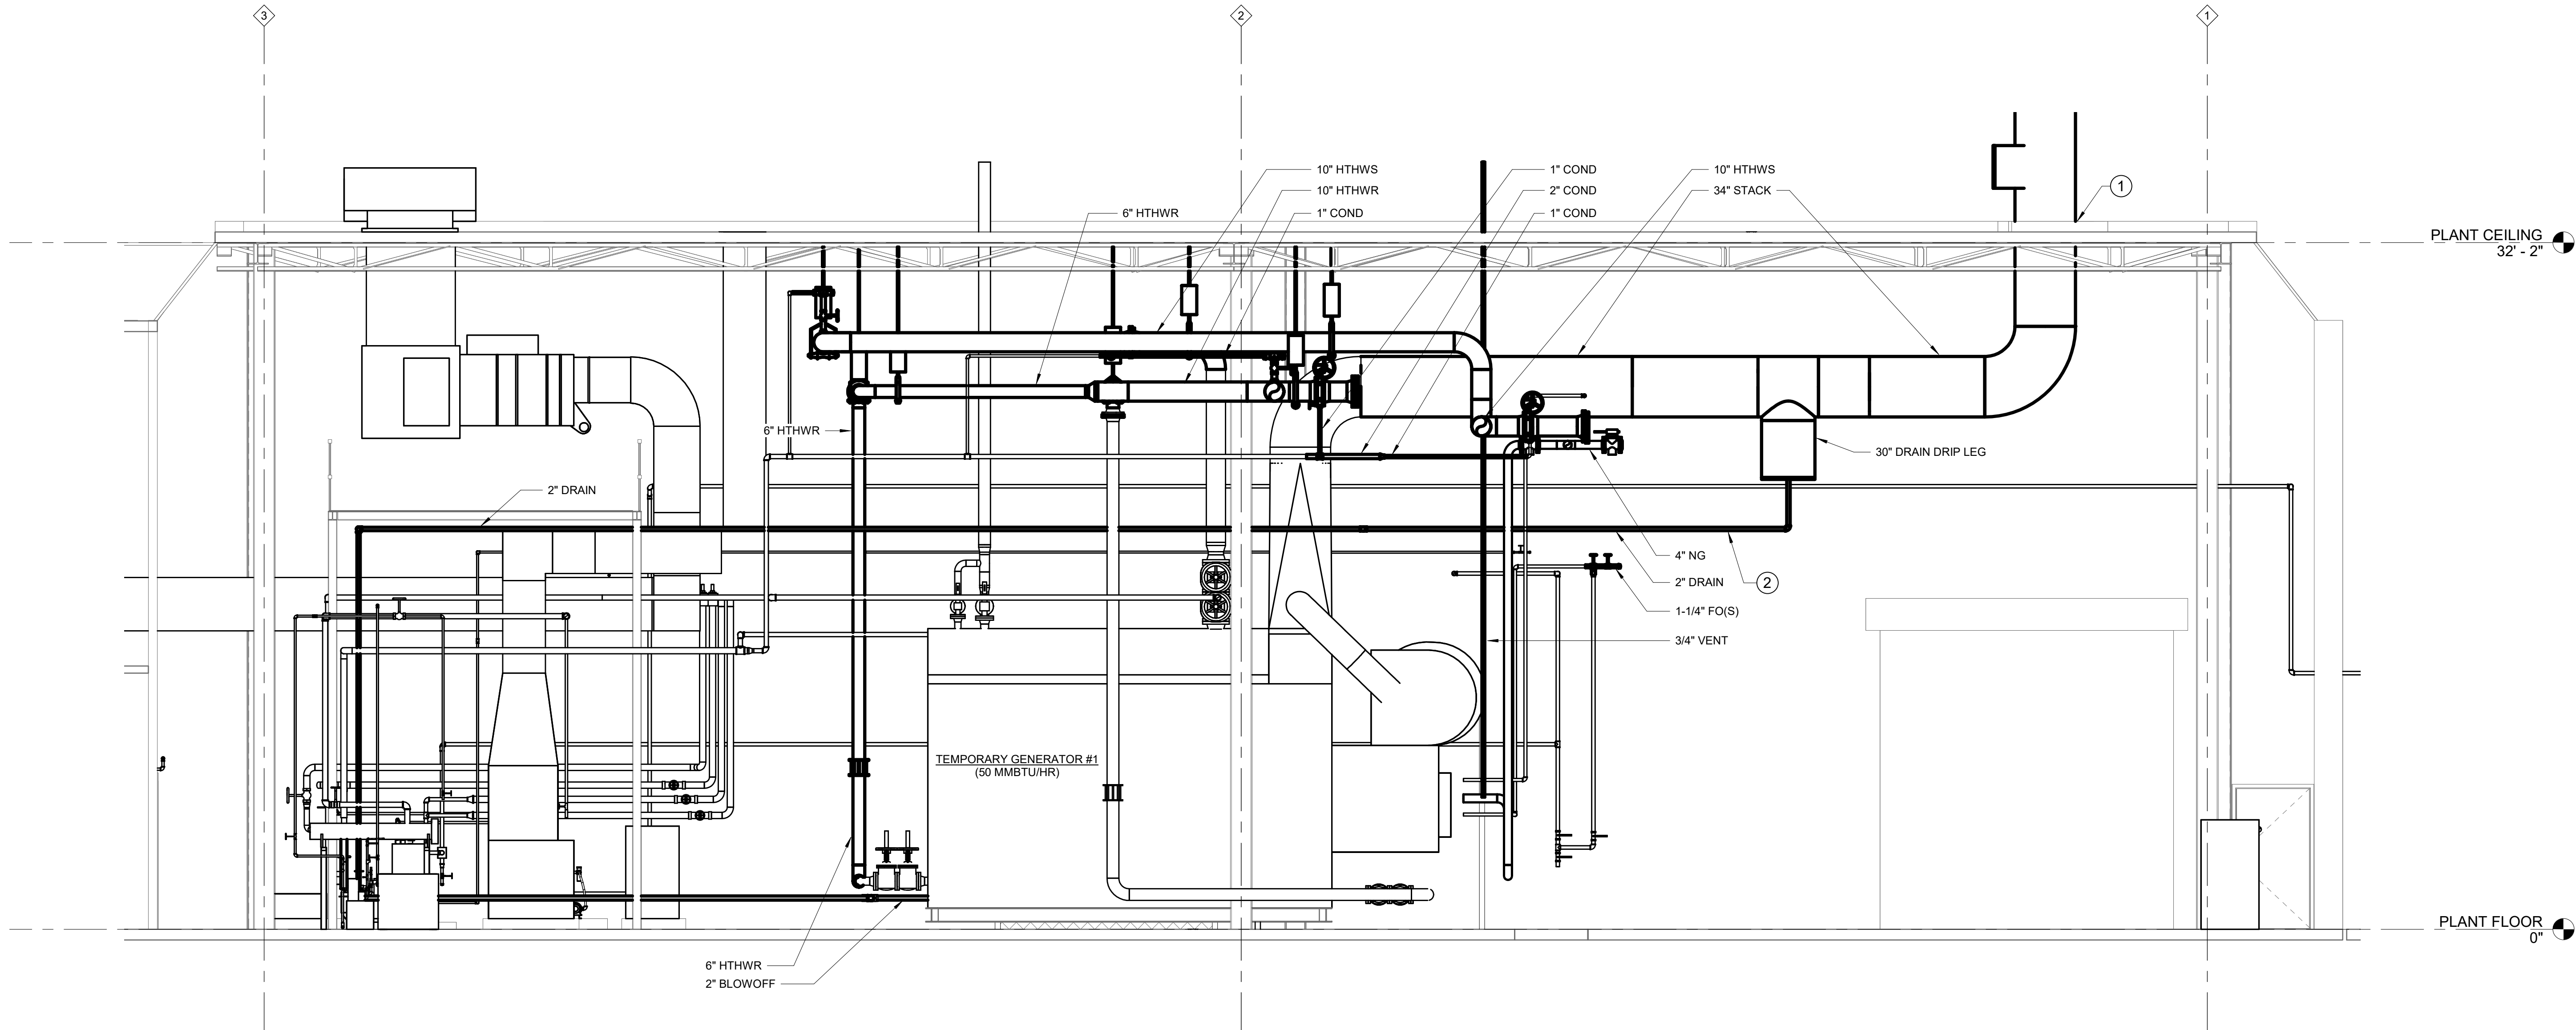 3
2
1
10" HTHWS
10" HTHWR
1" COND
6" HTHWR
1" COND
2" COND
1" COND
10" HTHWS
34" STACK
1
PLANT CEILING
32' - 2"
6" HTHWR
30" DRAIN DRIP LEG
2" DRAIN
4" NG
2" DRAIN
2
1-1/4" FO(S)
3/4" VENT
TEMPORARY GENERATOR #1
(50 MMBTU/HR)
PLANT FLOOR
0"
6" HTHWR
2" BLOWOFF